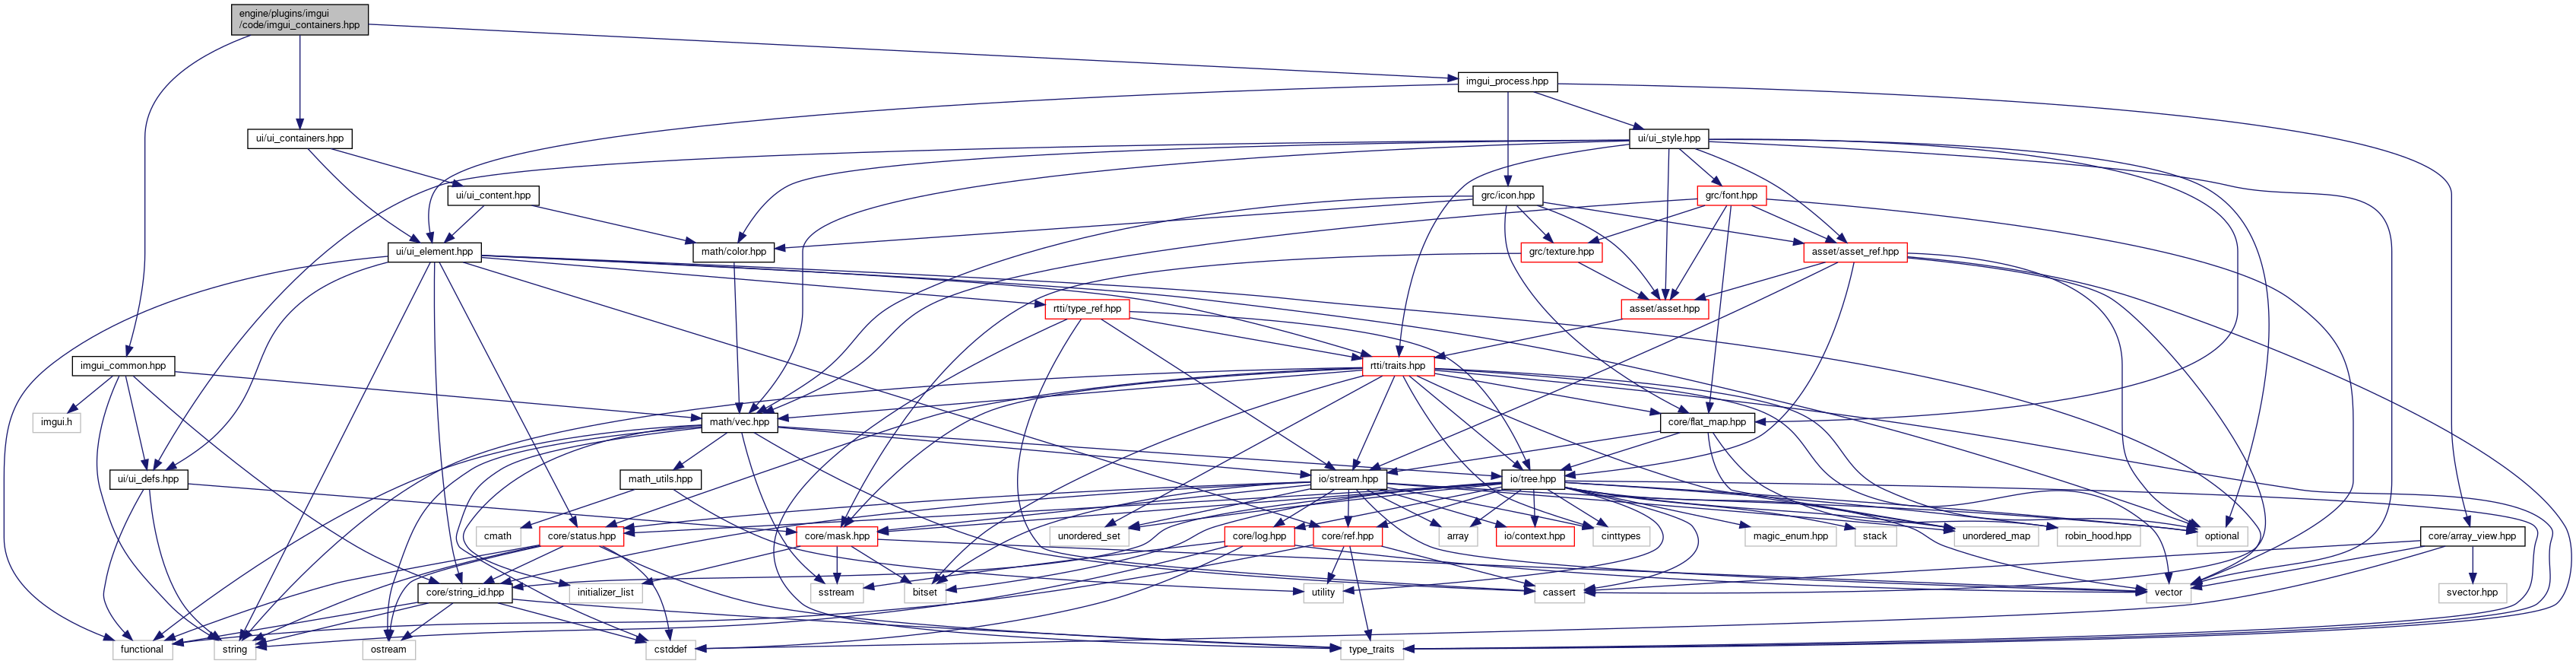 engine/plugins/imgui
/code/imgui_containers.hpp
imgui_process.hpp
ui/ui_containers.hpp
ui/ui_style.hpp
ui/ui_content.hpp
grc/icon.hpp
grc/font.hpp
ui/ui_element.hpp
math/color.hpp
grc/texture.hpp
asset/asset_ref.hpp
rtti/type_ref.hpp
asset/asset.hpp
imgui_common.hpp
rtti/traits.hpp
imgui.h
math/vec.hpp
core/flat_map.hpp
ui/ui_defs.hpp
math_utils.hpp
io/stream.hpp
io/tree.hpp
cmath
core/status.hpp
core/mask.hpp
unordered_set
core/log.hpp
core/ref.hpp
array
io/context.hpp
cinttypes
magic_enum.hpp
stack
unordered_map
robin_hood.hpp
optional
core/array_view.hpp
core/string_id.hpp
initializer_list
sstream
bitset
utility
cassert
vector
svector.hpp
functional
string
ostream
cstddef
type_traits